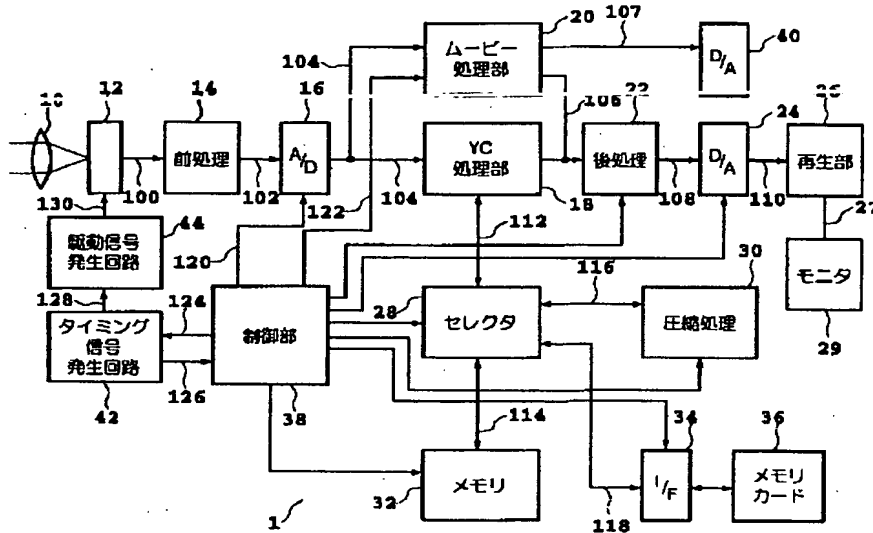 20
107
40
ムービー
処理部
D/A
104
10
12
14
16
106
22
24
26
前処理
A/D
YC
処理部
後処理
D/A
再生部
100
102
122
104
18
108
110
27
130
44
120
112
駆動信号
発生回路
116
30
モニタ
128
124
28
セレクタ
圧縮処理
29
タイミング
信号
発生回路
制御部
126
42
38
114
34
36
メモリ
I/F
メモリ
カード
32
118
1